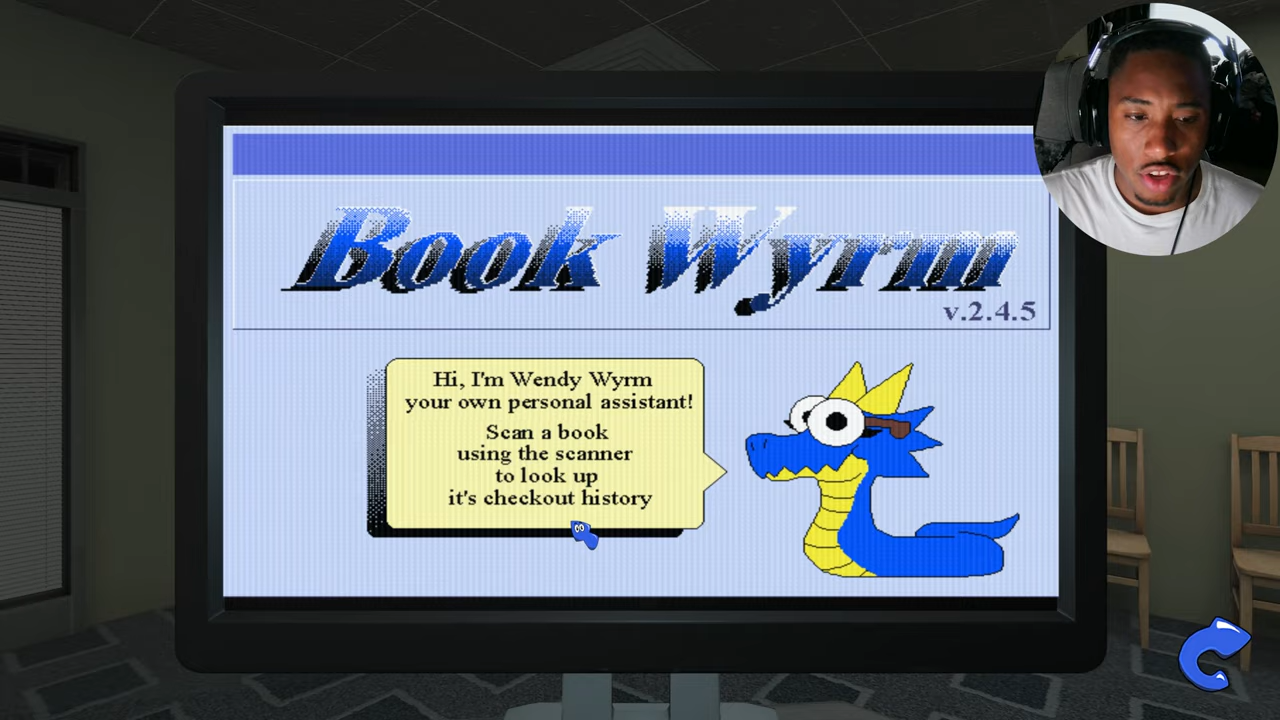 Book Wyrm
v.2.4.5
Hi, I'm Wendy Wyrm
your own personal assistant!
Scan a book
using the scanner
to look up
it's checkout history